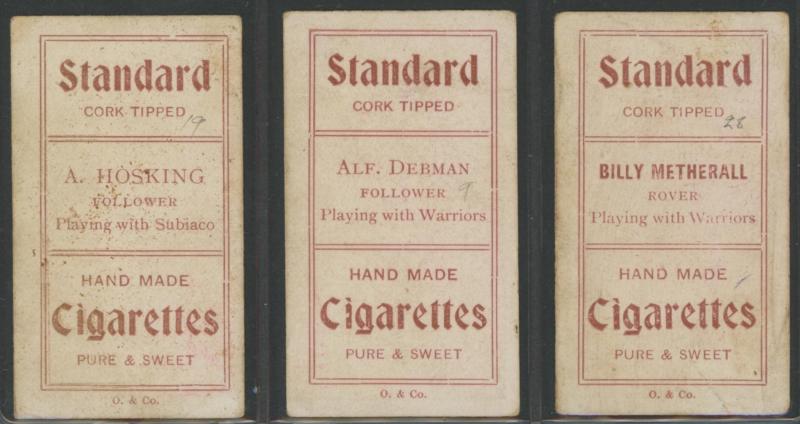 Standard
CORK TIPPED
19
A. HOSKING
FOLLOWER
Playing with Subiaco
HAND MADE
Cigarettes
PURE & SWEET
O. & Co.
Standard
CORK TIPPED
ALF. DEBMAN
FOLLOWER
9
Playing with Warriors
HAND MADE
Cigarettes
PURE & SWEET
O. & Co.
Standard
CORK TIPPED
28
BILLY METHERALL
ROVER
Playing with Warriors
HAND MADE
Cigarettes
PURE & SWEET
O. & Co.